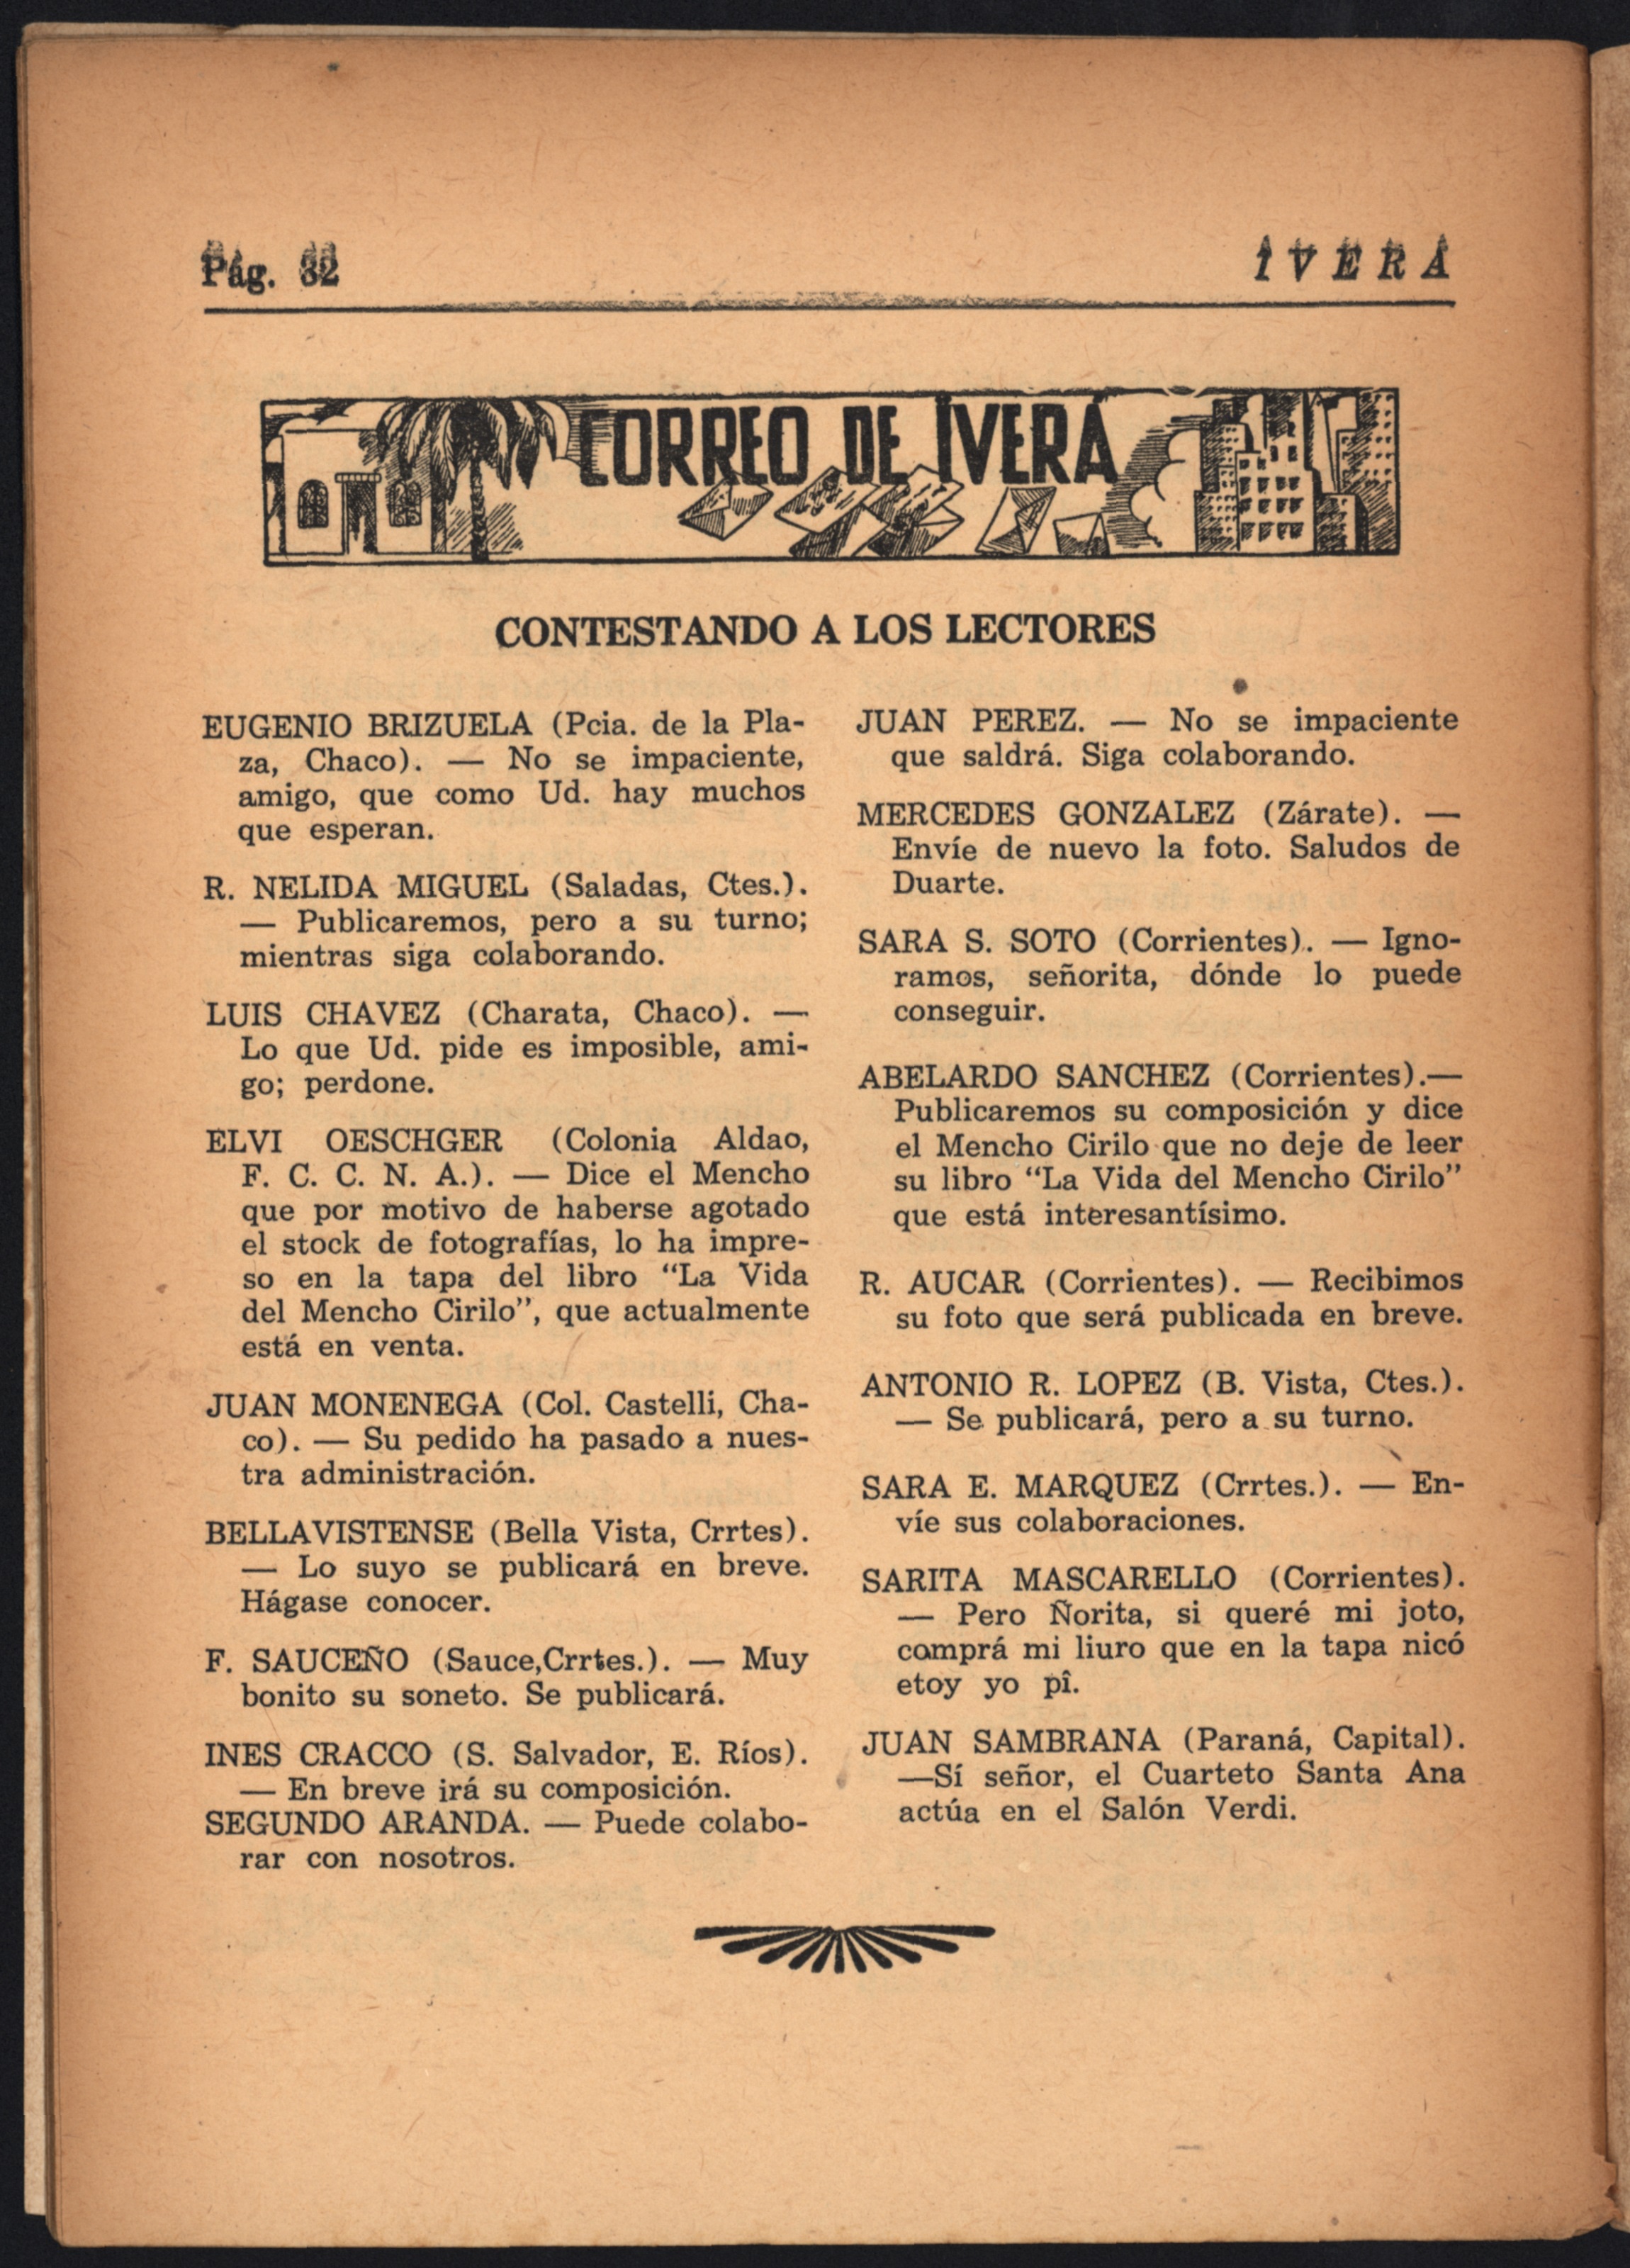 Pág. 32
IVERÁ
CORREO DE IVERÁ
CONTESTANDO A LOS LECTORES
EUGENIO BRIZUELA (Pcia. de la Pla-
za, Chaco). — No se impaciente,
amigo, que como Ud. hay muchos
que esperan.
R. NELIDA MIGUEL (Saladas, Ctes.).
— Publicaremos, pero a su turno;
mientras siga colaborando.
LUIS CHAVEZ (Charata, Chaco). —
Lo que Ud. pide es imposible, ami-
go; perdone.
ELVI OESCHGER (Colonia Aldao,
F. C. C. N. A.). — Dice el Mencho
que por motivo de haberse agotado
el stock de fotografías, lo ha impre-
so en la tapa del libro “La Vida
del Mencho Cirilo”, que actualmente
está en venta.
JUAN MONENEGA (Col. Castelli, Cha-
co). — Su pedido ha pasado a nues-
tra administración.
BELLAVISTENSE (Bella Vista, Crrtes).
— Lo suyo se publicará en breve.
Hágase conocer.
F. SAUCEÑO (Sauce,Crrtes.). — Muy
bonito su soneto. Se publicará.
INES CRACCO (S. Salvador, E. Ríos).
— En breve irá su composición.
SEGUNDO ARANDA. — Puede colabo-
rar con nosotros.
JUAN PEREZ. — No se impaciente
que saldrá. Siga colaborando.
MERCEDES GONZALEZ (Zárate). —
Envíe de nuevo la foto. Saludos de
Duarte.
SARA S. SOTO (Corrientes). — Igno-
ramos, señorita, dónde lo puede
conseguir.
ABELARDO SANCHEZ (Corrientes).—
Publicaremos su composición y dice
el Mencho Cirilo que no deje de leer
su libro “La Vida del Mencho Cirilo”
que está interesantísimo.
R. AUCAR (Corrientes). — Recibimos
su foto que será publicada en breve.
ANTONIO R. LOPEZ (B. Vista, Ctes.).
— Se publicará, pero a su turno.
SARA E. MARQUEZ (Crrtes.). — En-
víe sus colaboraciones.
SARITA MASCARELLO (Corrientes).
— Pero Ñorita, si queré mi joto,
comprá mi liuro que en la tapa nicó
etoy yo pî.
JUAN SAMBRANA (Paraná, Capital).
—Sí señor, el Cuarteto Santa Ana
actúa en el Salón Verdi.